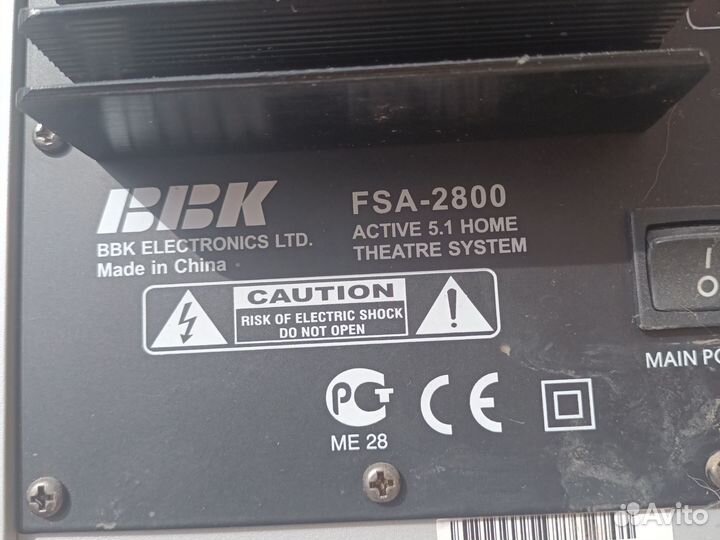 BBK
BBK ELECTRONICS LTD.
Made in China
FSA-2800
ACTIVE 5.1 HOME
THEATRE SYSTEM
CAUTION
RISK OF ELECTRIC SHOCK
DO NOT OPEN
I
O
MAIN
РСТ
ME 28
CE
Avito